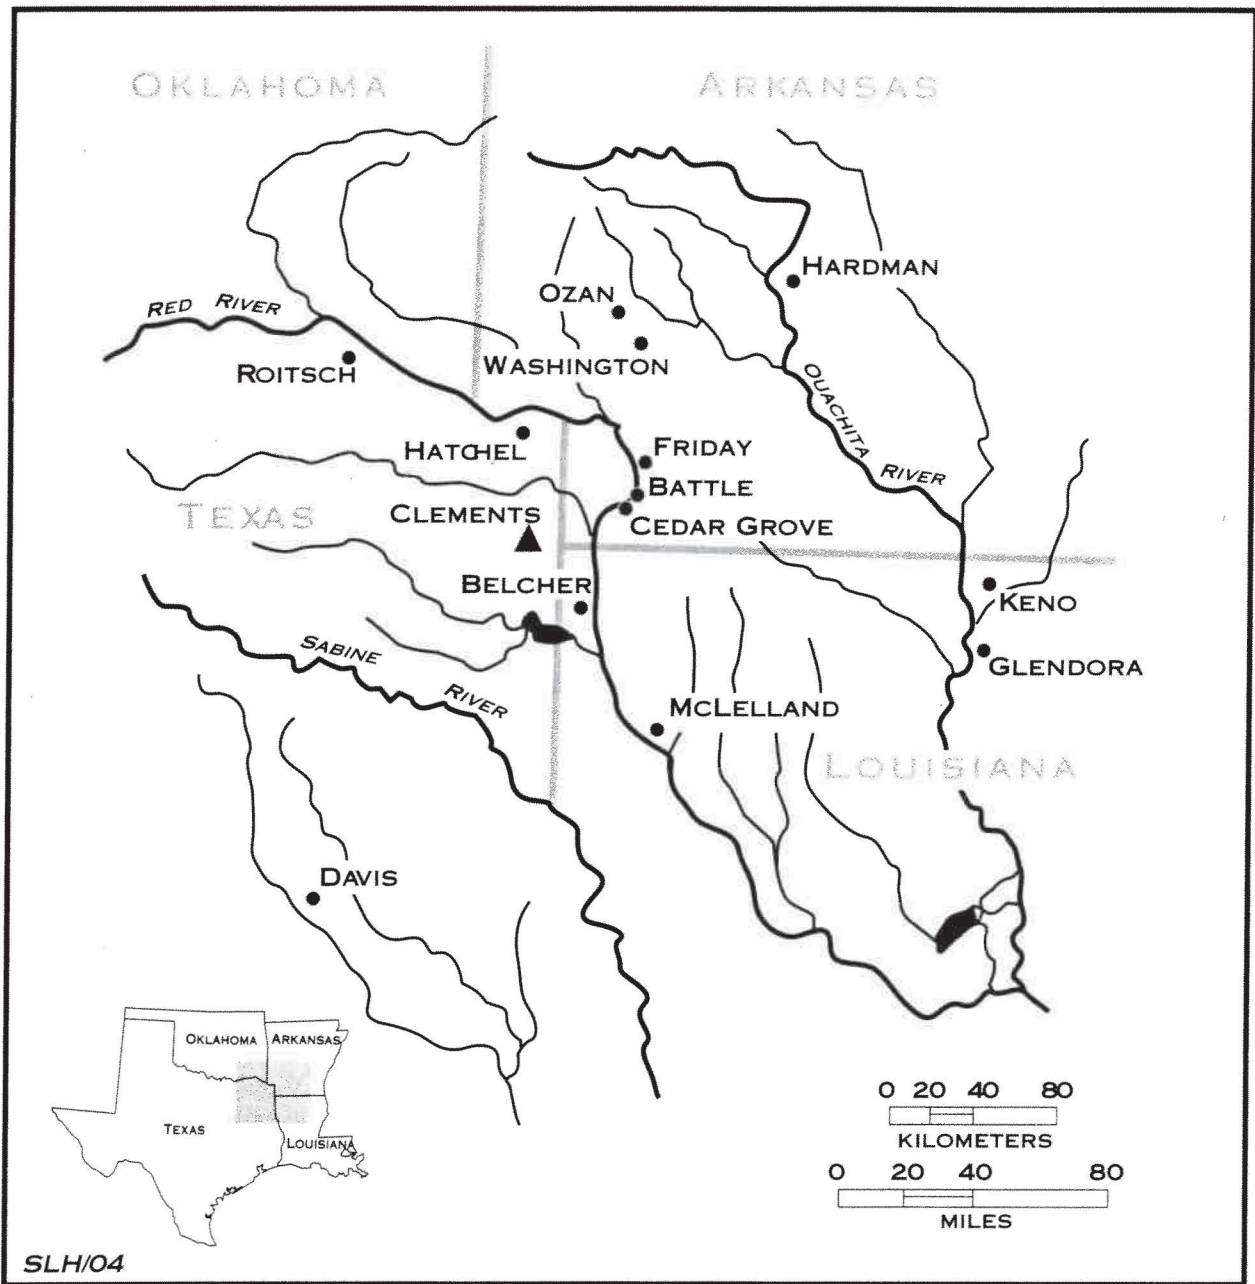 OKLAHOMA
ARKANSAS
HARDMAN
OZAN
RED RIVER
WASHINGTON
ROITSCH
OUACHITA RIVER
HATCHEL
FRIDAY
BATTLE
TEXAS
CLEMENTS
CEDAR GROVE
BELCHER
KENO
SABINE RIVER
GLENDORA
MCLELLAND
LOUISIANA
DAVIS
OKLAHOMA
ARKANSAS
TEXAS
LOUISIANA
0 20 40 80
KILOMETERS
0 20 40 80
MILES
SLH/04